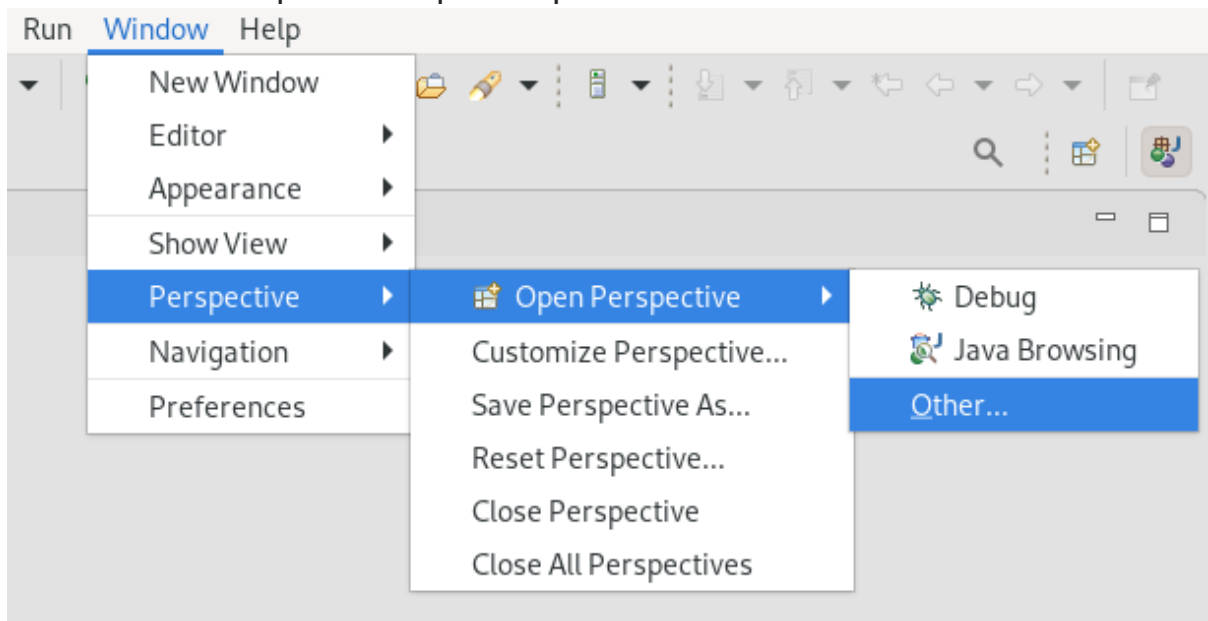 Run Window Help
New Window
Editor
Appearance
Show View
Perspective
Navigation
Preferences
Open Perspective
Customize Perspective...
Save Perspective As...
Reset Perspective...
Close Perspective
Close All Perspectives
Debug
Java Browsing
Other...